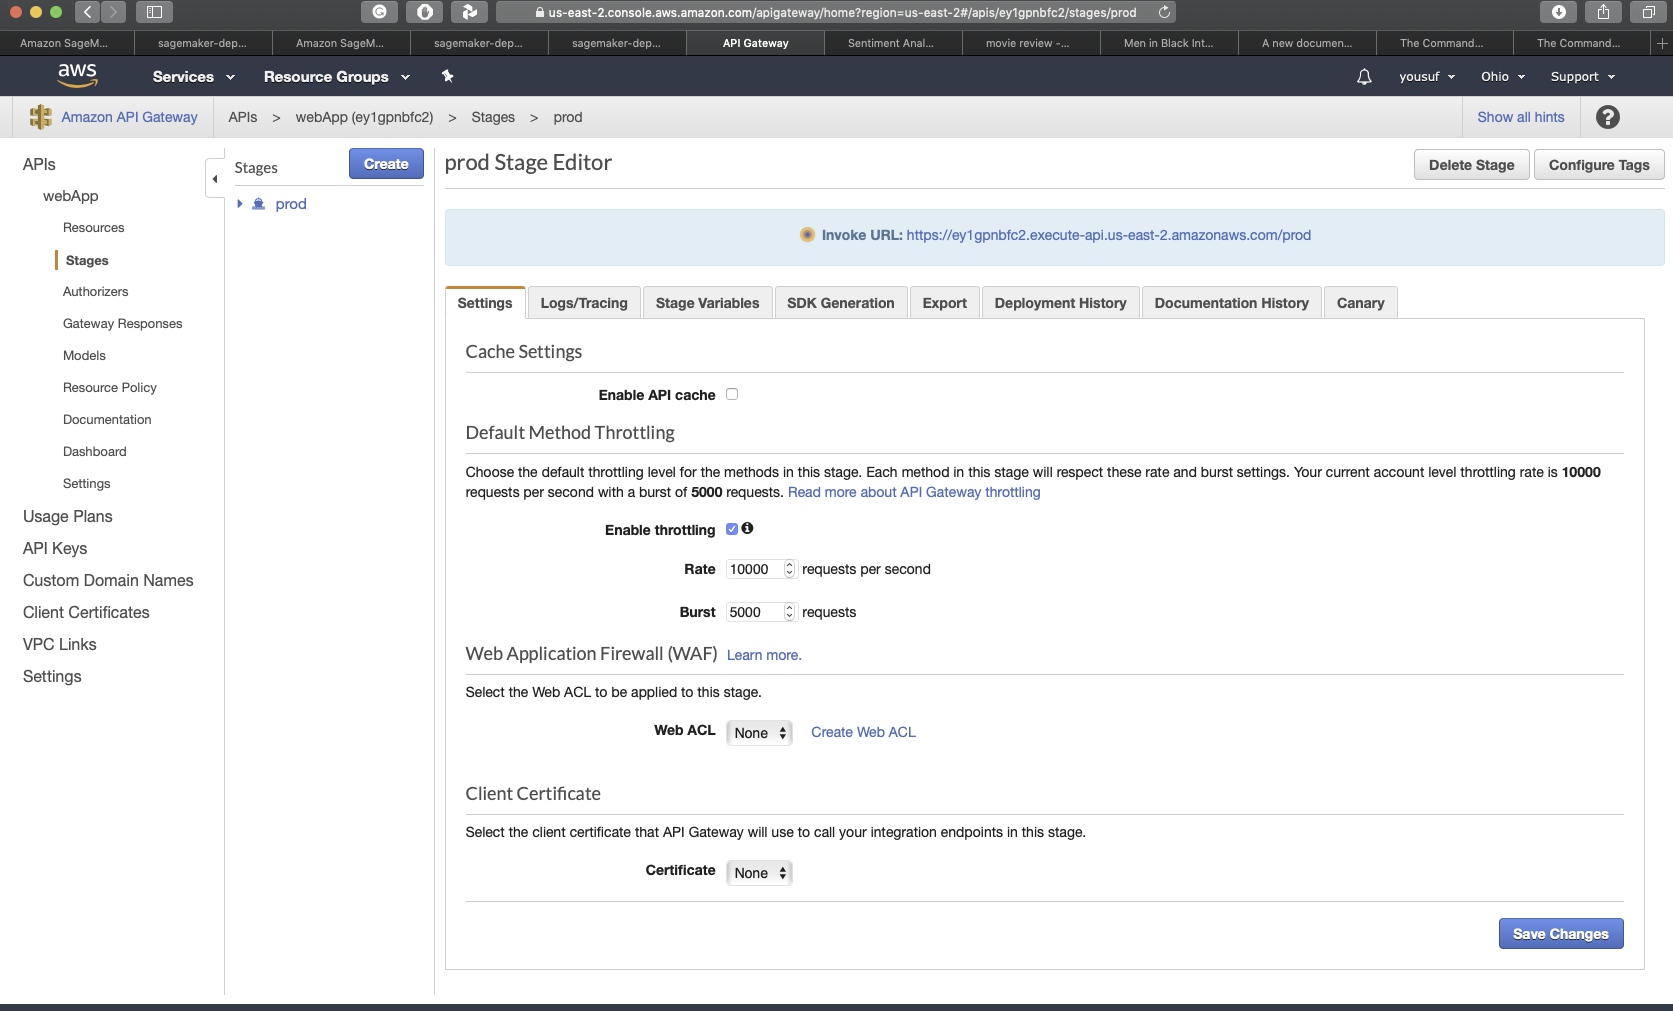 us-east-2.console.aws.amazon.com/apigateway/home?region=us-east-2#/apis/ey1gpnbfc2/stages/prod
Amazon SageM... sagemaker-dep... Amazon SageM... sagemaker-dep... sagemaker-dep... API Gateway Sentiment Anal... movie review -... Men in Black Int... A new documen... The Command... The Command...
aws Services Resource Groups yousuf Ohio Support
Amazon API Gateway APIs > webApp (ey1gpnbfc2) > Stages > prod Show all hints ?
APIs
webApp
Resources
Stages
Authorizers
Gateway Responses
Models
Resource Policy
Documentation
Dashboard
Settings
Usage Plans
API Keys
Custom Domain Names
Client Certificates
VPC Links
Settings
Stages Create
prod
prod Stage Editor Delete Stage Configure Tags
Invoke URL: https://ey1gpnbfc2.execute-api.us-east-2.amazonaws.com/prod
Settings Logs/Tracing Stage Variables SDK Generation Export Deployment History Documentation History Canary
Cache Settings
Enable API cache
Default Method Throttling
Choose the default throttling level for the methods in this stage. Each method in this stage will respect these rate and burst settings. Your current account level throttling rate is 10000
requests per second with a burst of 5000 requests. Read more about API Gateway throttling
Enable throttling
Rate 10000 requests per second
Burst 5000 requests
Web Application Firewall (WAF) Learn more.
Select the Web ACL to be applied to this stage.
Web ACL None Create Web ACL
Client Certificate
Select the client certificate that API Gateway will use to call your integration endpoints in this stage.
Certificate None
Save Changes